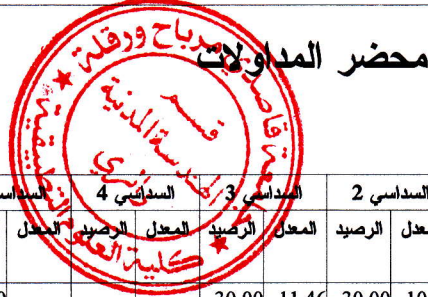 محضر المداولات
جامعة قاصدي مرباح ورقلة
قسم
الهندسة المدنية
والري
كلية العلوم التطبيقية
السداسي 2 السداسي 3 السداسي 4
الرصيد المعدل الرصيد المعدل الرصيد المعدل
30.00 11.46 30.00 10